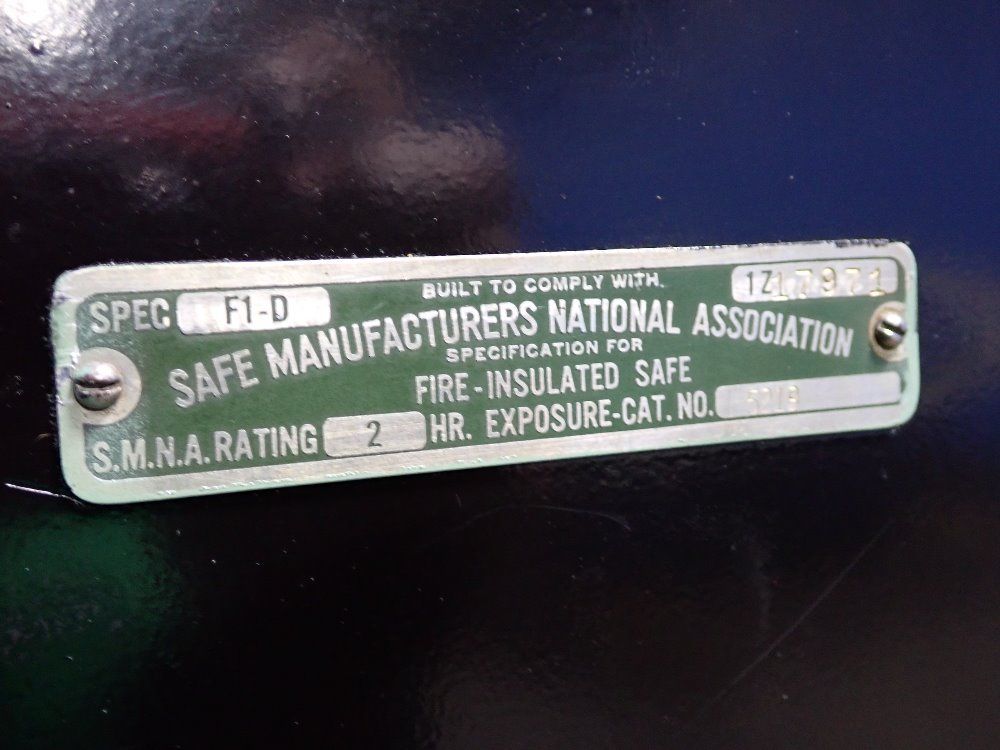 SPEC F1-D
BUILT TO COMPLY WITH.
1Z17971
SAFE MANUFACTURERS NATIONAL ASSOCIATION
SPECIFICATION FOR
FIRE-INSULATED SAFE
S.M.N.A. RATING 2 HR. EXPOSURE-CAT. NO.